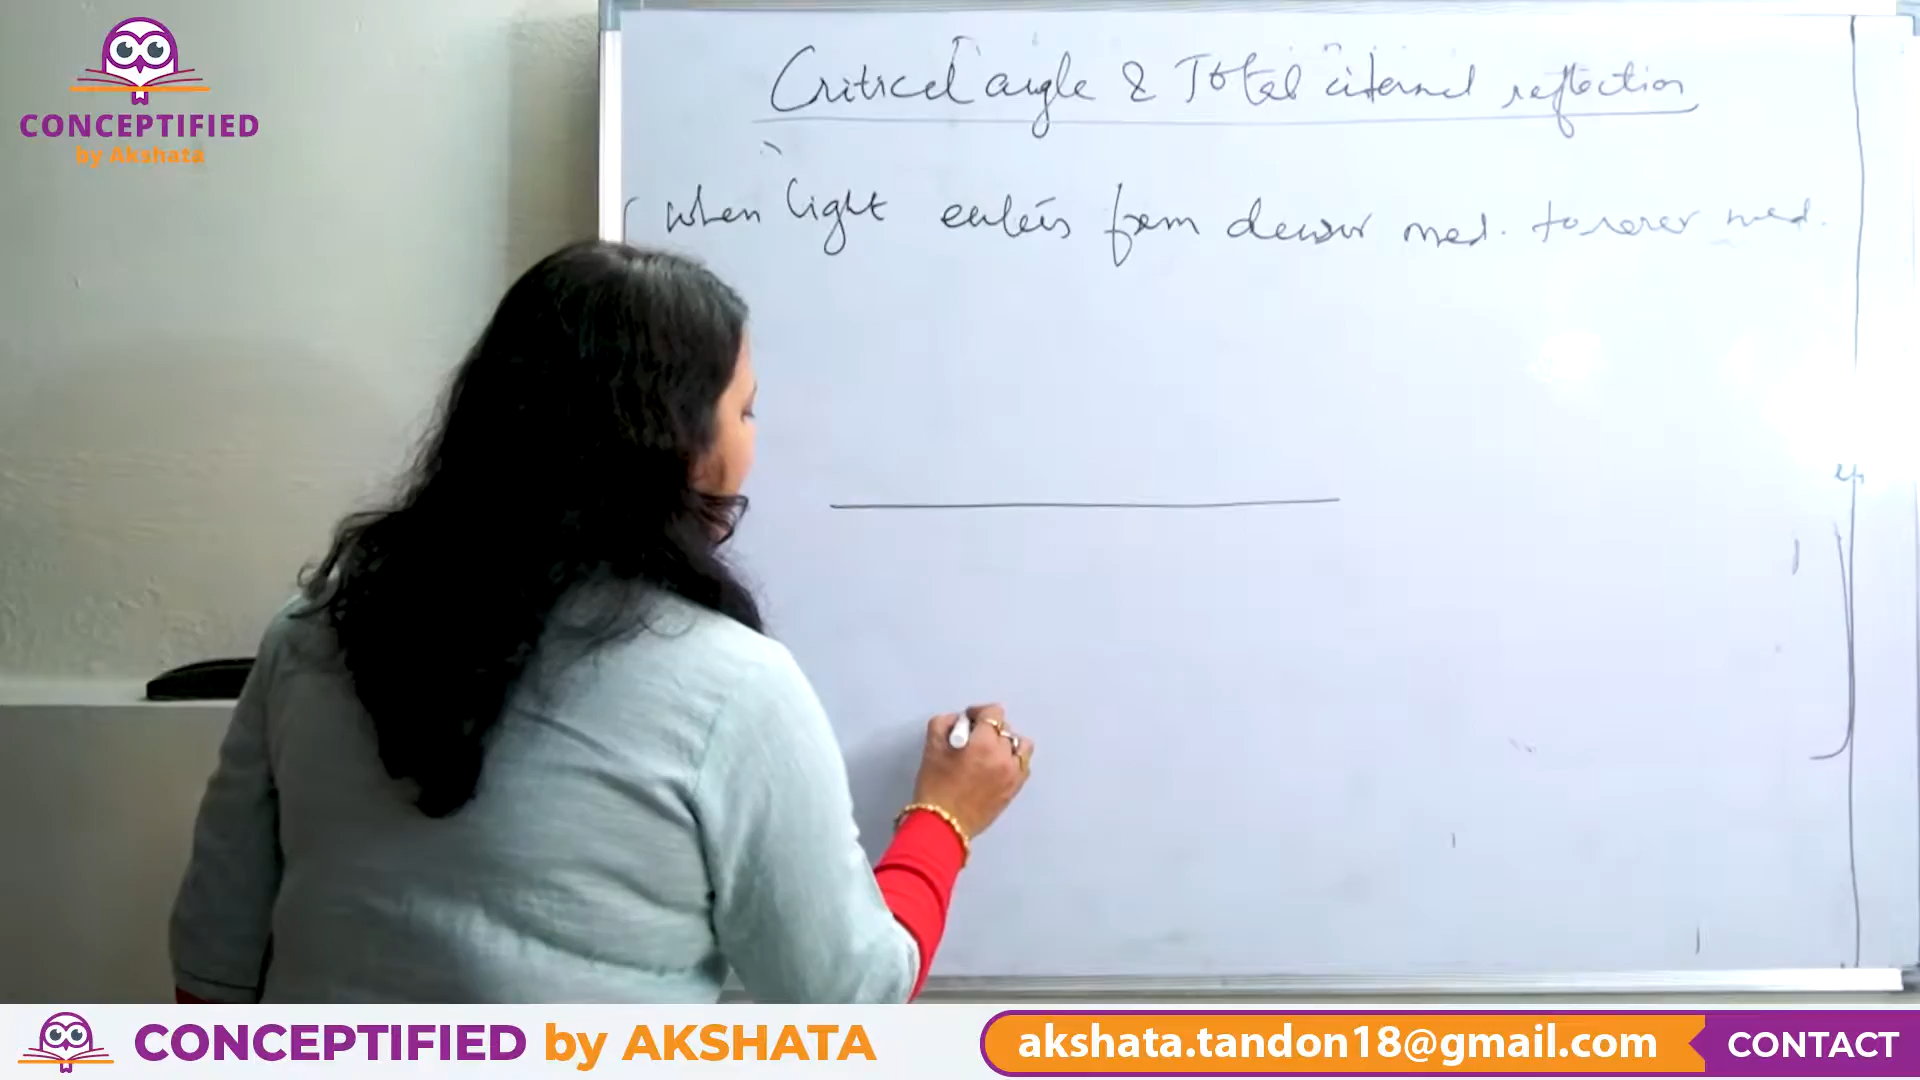 CONCEPTIFIED
by Akshata
Critical angle & Total internal reflection
when light enters from denser med. to rarer med.
CONCEPTIFIED by AKSHATA
akshata.tandon18@gmail.com
CONTACT